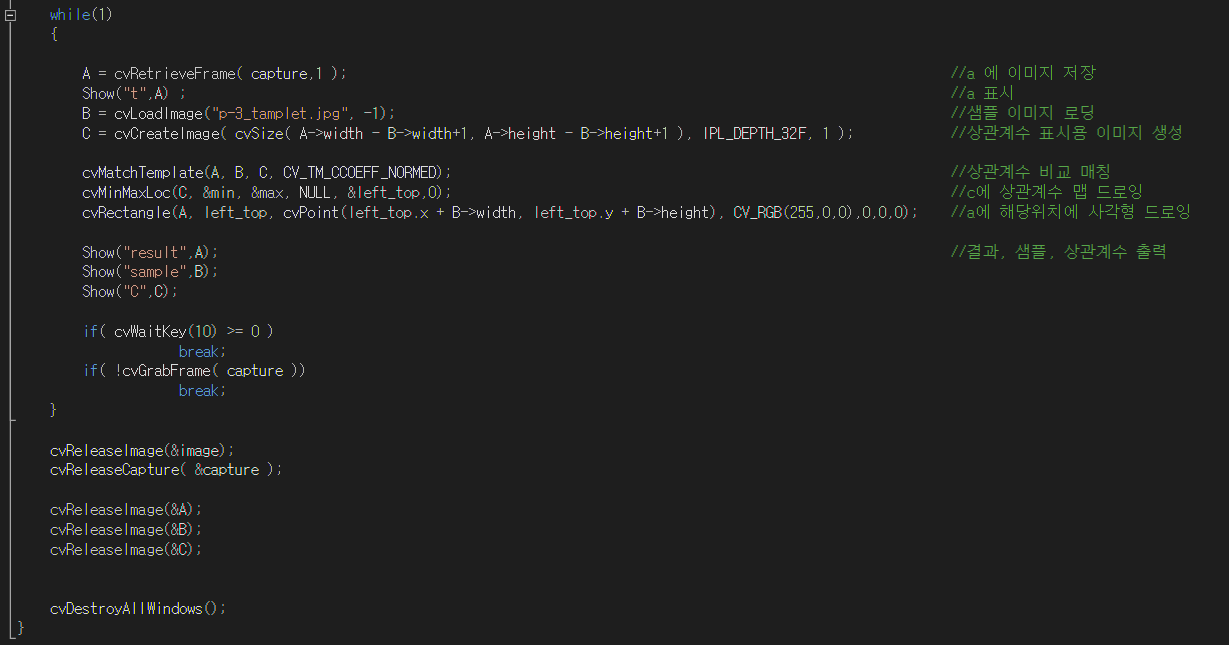 while(1)
{
A = cvRetrieveFrame( capture,1 ); //a 에 이미지 저장
Show("t",A) ; //a 표시
B = cvLoadImage("p-3_tamplet.jpg", -1); //샘플 이미지 로딩
C = cvCreateImage( cvSize( A->width - B->width+1, A->height - B->height+1 ), IPL_DEPTH_32F, 1 ); //상관계수 표시용 이미지 생성
cvMatchTemplate(A, B, C, CV_TM_CCOEFF_NORMED); //상관계수 비교 매칭
cvMinMaxLoc(C, &min, &max, NULL, &left_top,0); //c에 상관계수 맵 드로잉
cvRectangle(A, left_top, cvPoint(left_top.x + B->width, left_top.y + B->height), CV_RGB(255,0,0),0.0,0); //a에 해당위치에 사각형 드로잉
Show("result",A); //결과, 샘플, 상관계수 출력
Show("sample",B);
Show("C",C);
if( cvWaitKey(10) >= 0 )
break;
if( !cvGrabFrame( capture ))
break;
}
cvReleaseImage(&image);
cvReleaseCapture( &capture );
cvReleaseImage(&A);
cvReleaseImage(&B);
cvReleaseImage(&C);
cvDestroyAllWindows();
}